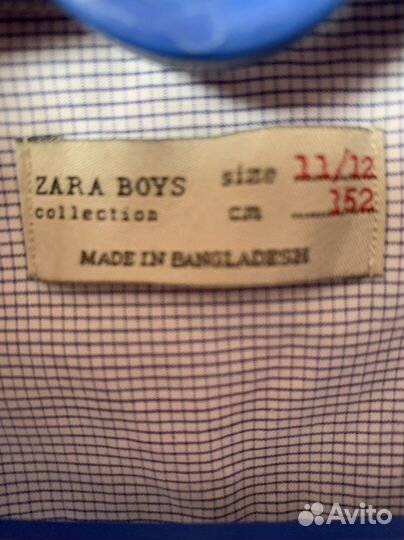 ZARA BOYS size 11/12
collection cm ......152
MADE IN BANGLADESH
Avito